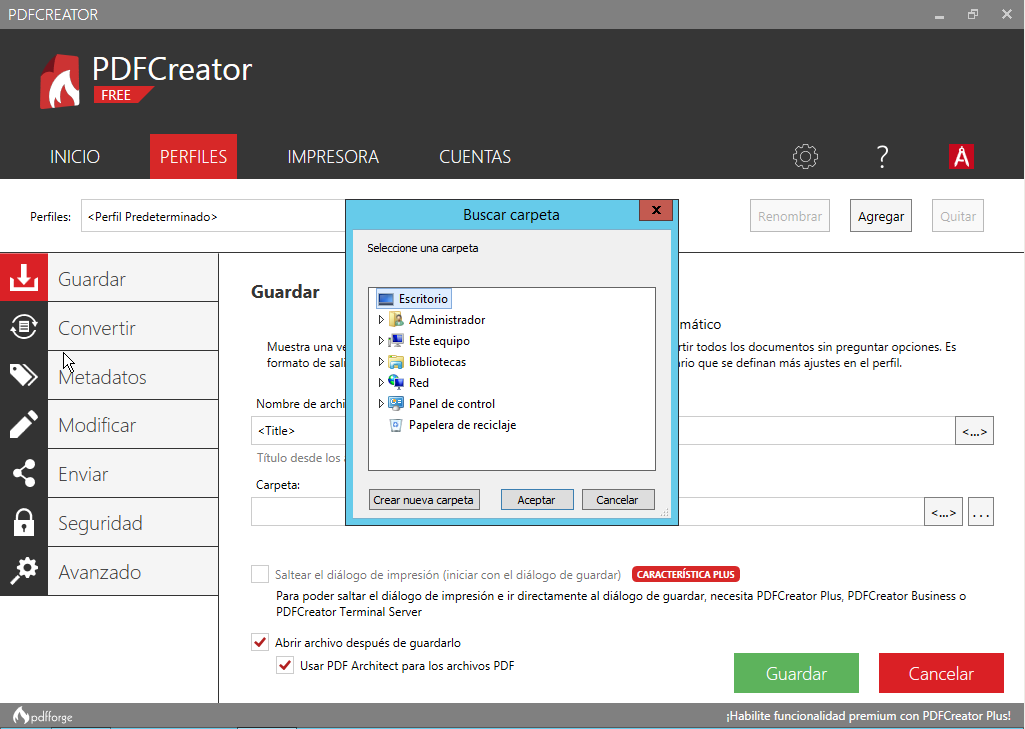 PDFCREATOR
PDFCreator
FREE
INICIO
PERFILES
IMPRESORA
CUENTAS
?
Perfiles:
<Perfil Predeterminado>
Renombrar
Agregar
Quitar
Buscar carpeta
x
Seleccione una carpeta
Escritorio
Administrador
Este equipo
Bibliotecas
Red
Panel de control
Papelera de reciclaje
Crear nueva carpeta
Aceptar
Cancelar
Guardar
Convertir
Metadatos
Modificar
Enviar
Seguridad
Avanzado
Guardar
mático
Muestra una ve
rtir todos los documentos sin preguntar opciones. Es
formato de sali
rio que se definan más ajustes en el perfil.
Nombre de archi
<Title>
<...>
Título desde los a
Carpeta:
<...>
...
Saltear el diálogo de impresión (iniciar con el diálogo de guardar)
CARACTERÍSTICA PLUS
Para poder saltar el diálogo de impresión e ir directamente al diálogo de guardar, necesita PDFCreator Plus, PDFCreator Business o
PDFCreator Terminal Server
Abrir archivo después de guardarlo
Usar PDF Architect para los archivos PDF
Guardar
Cancelar
pdfforge
¡Habilite funcionalidad premium con PDFCreator Plus!